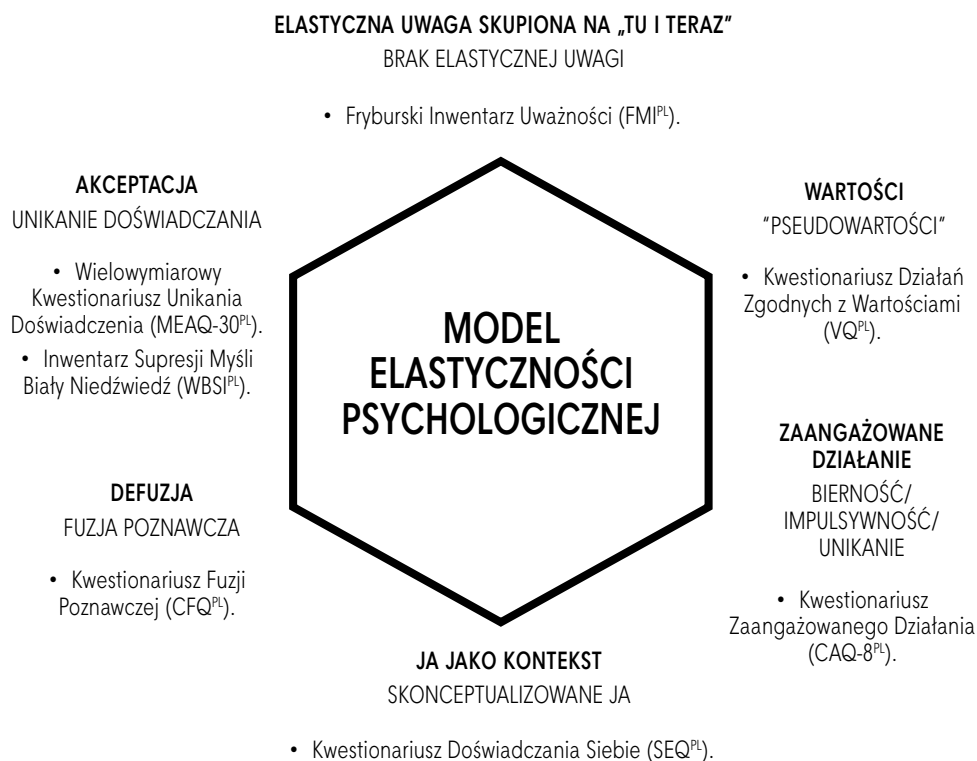 ELASTYCZNA UWAGA SKUPIONA NA „TU I TERAZ”
BRAK ELASTYCZNEJ UWAGI
• Fryburski Inwentarz Uważności (FMIᴾᴸ).
AKCEPTACJA
UNIKANIE DOŚWIADCZANIA
• Wielowymiarowy
Kwestionariusz Unikania
Doświadczenia (MEAQ-30ᴾᴸ).
• Inwentarz Supresji Myśli
Biały Niedźwiedź (WBSIᴾᴸ).
DEFUZJA
FUZJA POZNAWCZA
• Kwestionariusz Fuzji
Poznawczej (CFQᴾᴸ).
MODEL
ELASTYCZNOŚCI
PSYCHOLOGICZNEJ
WARTOŚCI
“PSEUDOWARTOŚCI”
• Kwestionariusz Działań
Zgodnych z Wartościami
(VQᴾᴸ).
ZAANGAŻOWANE
DZIAŁANIE
BIERNOŚĆ/
IMPULSYWNOŚĆ/
UNIKANIE
• Kwestionariusz
Zaangażowanego Działania
(CAQ-8ᴾᴸ).
JA JAKO KONTEKST
SKONCEPTUALIZOWANE JA
• Kwestionariusz Doświadczania Siebie (SEQᴾᴸ).